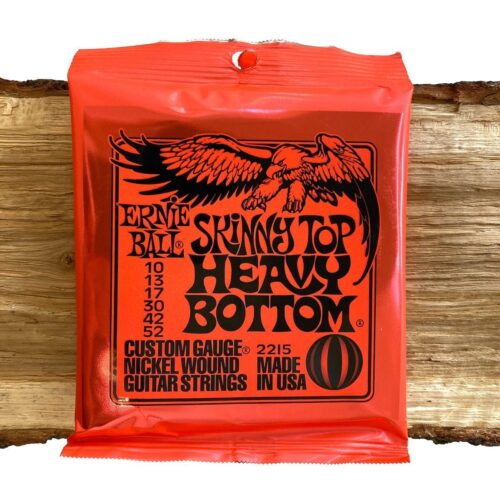 ERNIE
BALL®
SKINNY TOP
HEAVY
BOTTOM®
10
13
17
30
42
52
CUSTOM GAUGE® 2215 MADE
NICKEL WOUND IN USA
GUITAR STRINGS